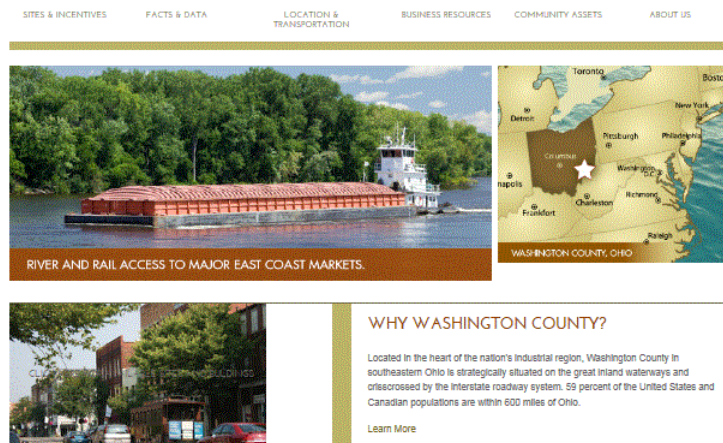 SITES & INCENTIVES
FACTS & DATA
LOCATION &
TRANSPORTATION
BUSINESS RESOURCES
COMMUNITY ASSETS
ABOUT US
Toronto
Bosto
Detroit
New York
Pittsburgh
Philadelphia
Columbus
Washington,
D.C.
napolis
Charleston
Richmond
Frankfort
Raleigh
WASHINGTON COUNTY, OHIO
RIVER AND RAIL ACCESS TO MAJOR EAST COAST MARKETS.
BUILDINGS
WHY WASHINGTON COUNTY?
Located in the heart of the nation's industrial region, Washington County in
southeastern Ohio is strategically situated on the great inland waterways and
crisscrossed by the interstate roadway system. 59 percent of the United States and
Canadian populations are within 600 miles of Ohio.
Learn More